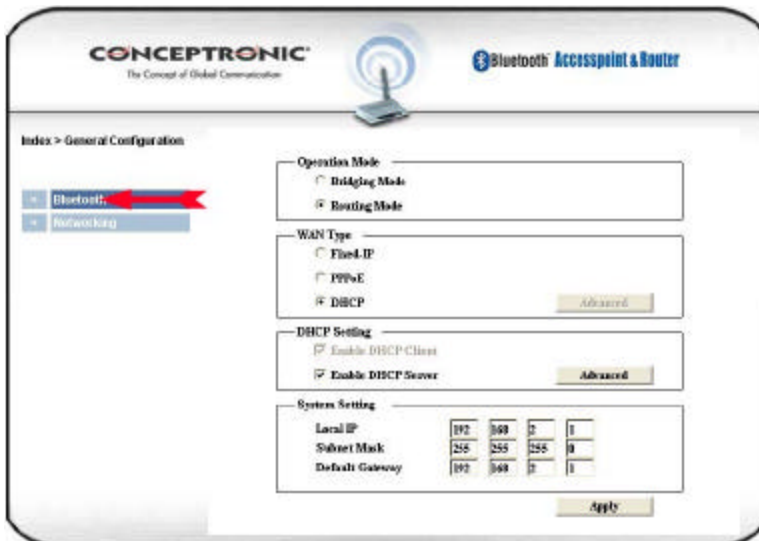 CONCEPTRONIC
The Concept of Global Communication
Bluetooth Accesspoint & Router
Index > General Configuration
Bluetooth
Networking
Operation Mode
Bridging Mode
Routing Mode
WAN Type
Fixed-IP
PPPoE
DHCP
Advanced
DHCP Setting
Enable DHCP Client
Enable DHCP Server
Advanced
System Setting
Local IP 192 168 2 1
Subnet Mask 255 255 255 0
Default Gateway 192 168 2 1
Apply